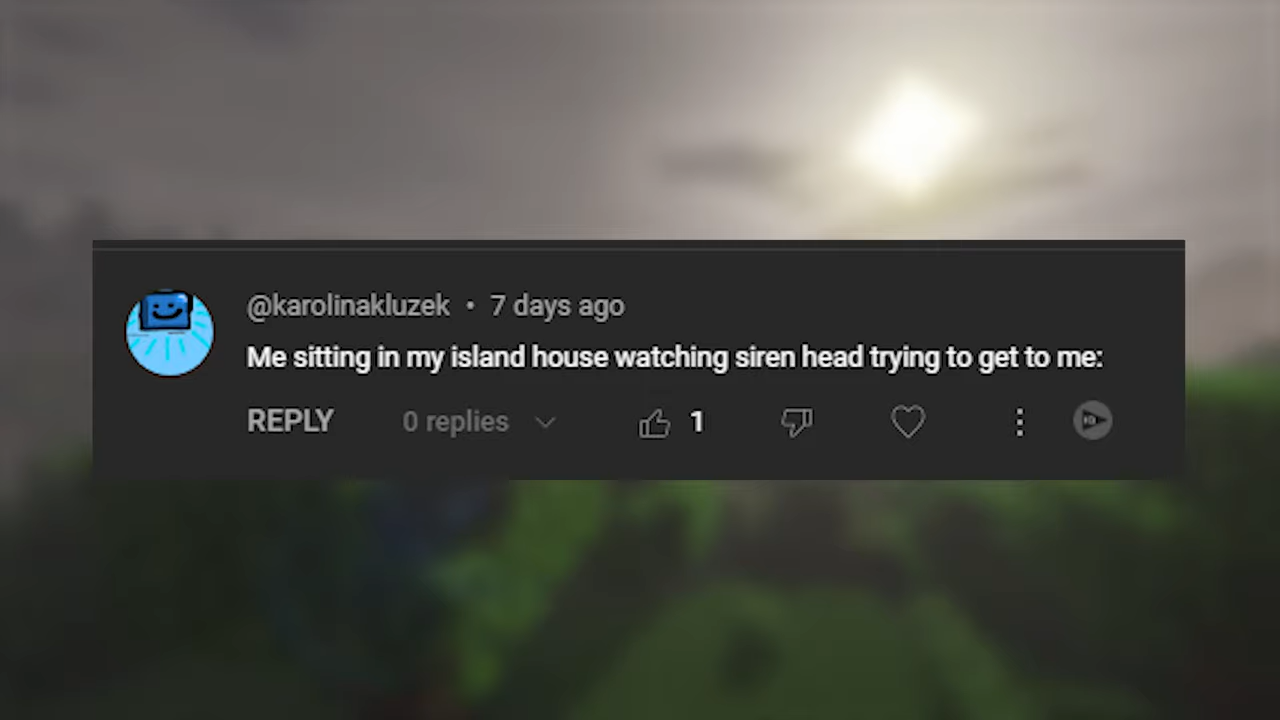 @karolinakluzek • 7 days ago
Me sitting in my island house watching siren head trying to get to me:
REPLY 0 replies 1